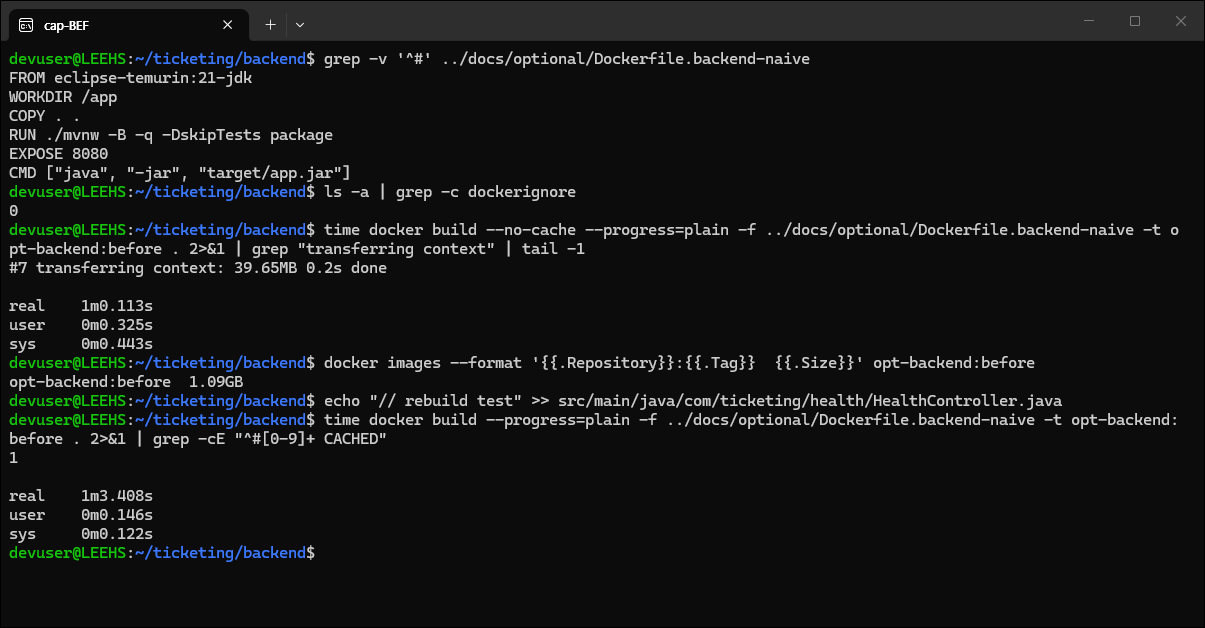 cap-BEF
devuser@LEEHS:~/ticketing/backend$ grep -v '^#' ../docs/optional/Dockerfile.backend-naive
FROM eclipse-temurin:21-jdk
WORKDIR /app
COPY . .
RUN ./mvnw -B -q -DskipTests package
EXPOSE 8080
CMD ["java", "-jar", "target/app.jar"]
devuser@LEEHS:~/ticketing/backend$ ls -a | grep -c dockerignore
0
devuser@LEEHS:~/ticketing/backend$ time docker build --no-cache --progress=plain -f ../docs/optional/Dockerfile.backend-naive -t o
pt-backend:before . 2>&1 | grep "transferring context" | tail -1
#7 transferring context: 39.65MB 0.2s done

real    1m0.113s
user    0m0.325s
sys     0m0.443s
devuser@LEEHS:~/ticketing/backend$ docker images --format '{{.Repository}}:{{.Tag}}  {{.Size}}' opt-backend:before
opt-backend:before  1.09GB
devuser@LEEHS:~/ticketing/backend$ echo "// rebuild test" >> src/main/java/com/ticketing/health/HealthController.java
devuser@LEEHS:~/ticketing/backend$ time docker build --progress=plain -f ../docs/optional/Dockerfile.backend-naive -t opt-backend:
before . 2>&1 | grep -cE "^#[0-9]+ CACHED"
1

real    1m3.408s
user    0m0.146s
sys     0m0.122s
devuser@LEEHS:~/ticketing/backend$